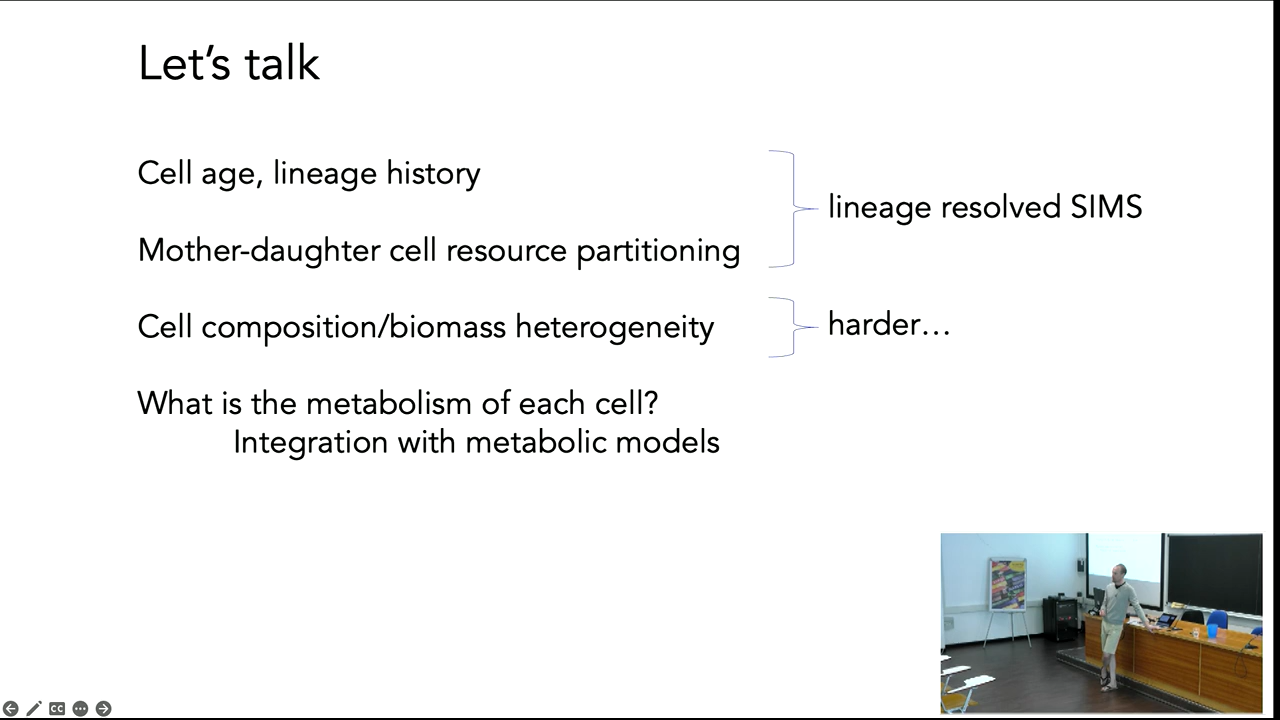 Let's talk
Cell age, lineage history
Mother-daughter cell resource partitioning
lineage resolved SIMS
Cell composition/biomass heterogeneity
harder…
What is the metabolism of each cell?
Integration with metabolic models
CC